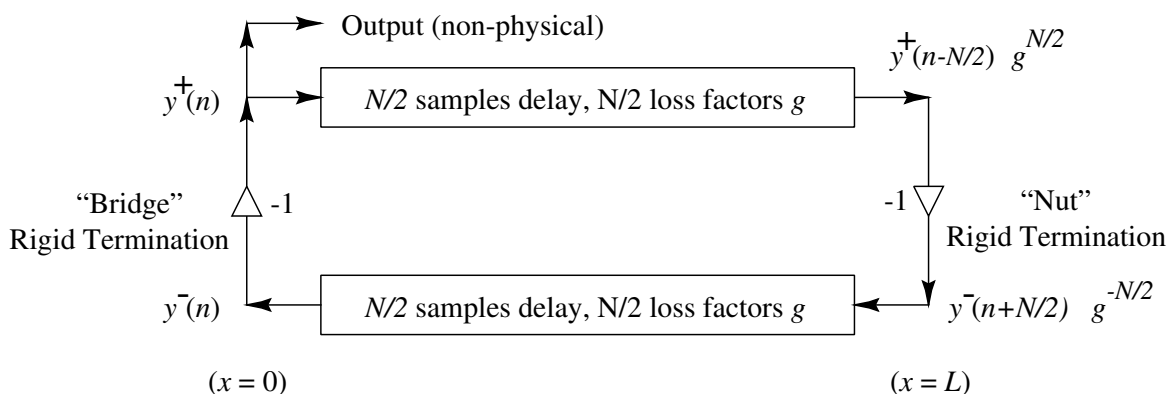 Output (non-physical)
y⁺(n-N/2) g^{N/2}
y⁺(n)
N/2 samples delay, N/2 loss factors g
“Bridge”
Rigid Termination
-1
-1
“Nut”
Rigid Termination
y⁻(n)
N/2 samples delay, N/2 loss factors g
y⁻(n+N/2) g^{-N/2}
(x = 0)
(x = L)